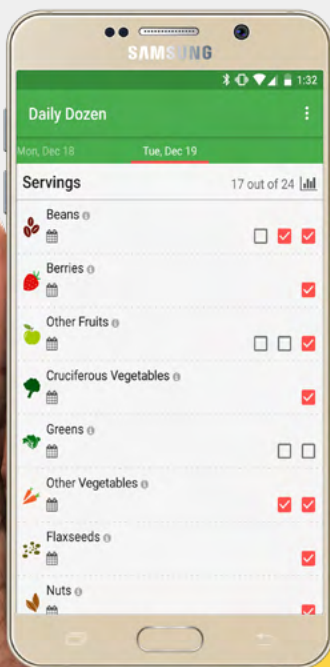 SAMSUNG
1:32
Daily Dozen
Mon, Dec 18
Tue, Dec 19
Servings
17 out of 24
Beans
Berries
Other Fruits
Cruciferous Vegetables
Greens
Other Vegetables
Flaxseeds
Nuts